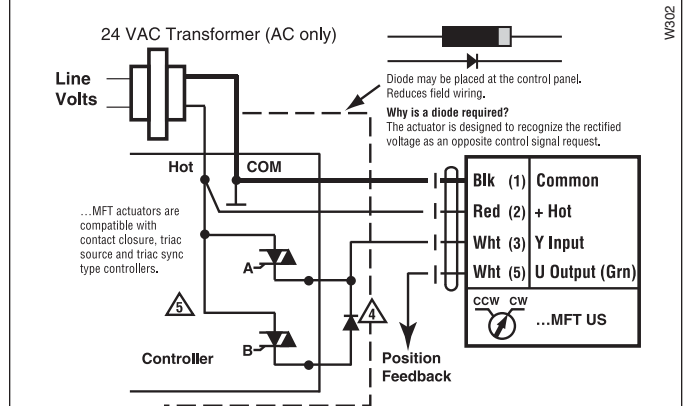 W302
24 VAC Transformer (AC only)
Line
Volts
Diode may be placed at the control panel.
Reduces field wiring.
Why is a diode required?
The actuator is designed to recognize the rectified
voltage as an opposite control signal request.
Hot
COM
...MFT actuators are
compatible with
contact closure, triac
source and triac sync
type controllers.
A
5
B
4
Controller
Position
Feedback
Blk (1) Common
Red (2) + Hot
Wht (3) Y Input
Wht (5) U Output (Grn)
CCW CW
...MFT US